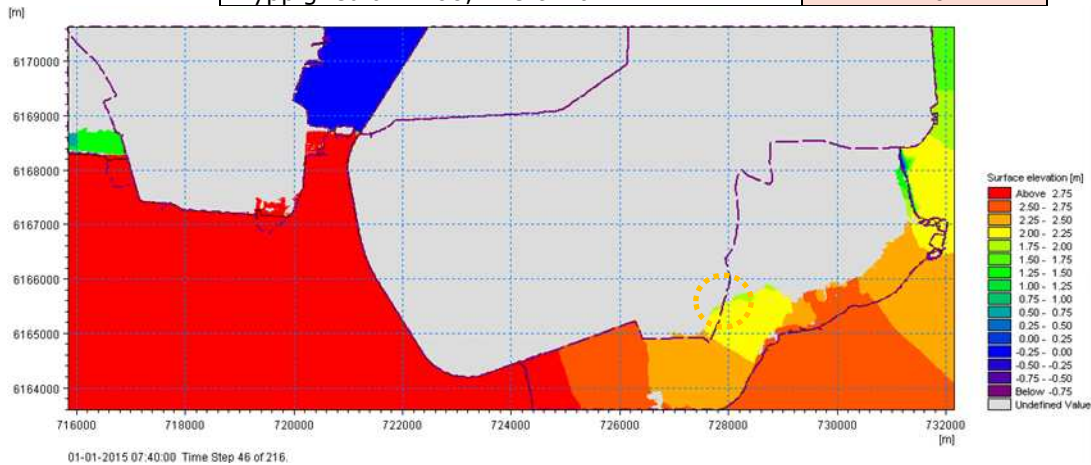 [m]
6170000
6169000
6168000
6167000
6166000
6165000
6164000
716000 718000 720000 722000 724000 726000 728000 730000 732000
[m]
01-01-2015 07:40:00 Time Step 46 of 216.
Surface elevation [m]
Above 2.75
2.50 - 2.75
2.25 - 2.50
2.00 - 2.25
1.75 - 2.00
1.50 - 1.75
1.25 - 1.50
1.00 - 1.25
0.75 - 1.00
0.50 - 0.75
0.25 - 0.50
0.00 - 0.25
-0.25 - 0.00
-0.50 - -0.25
-0.75 - -0.50
Below -0.75
Undefined Value